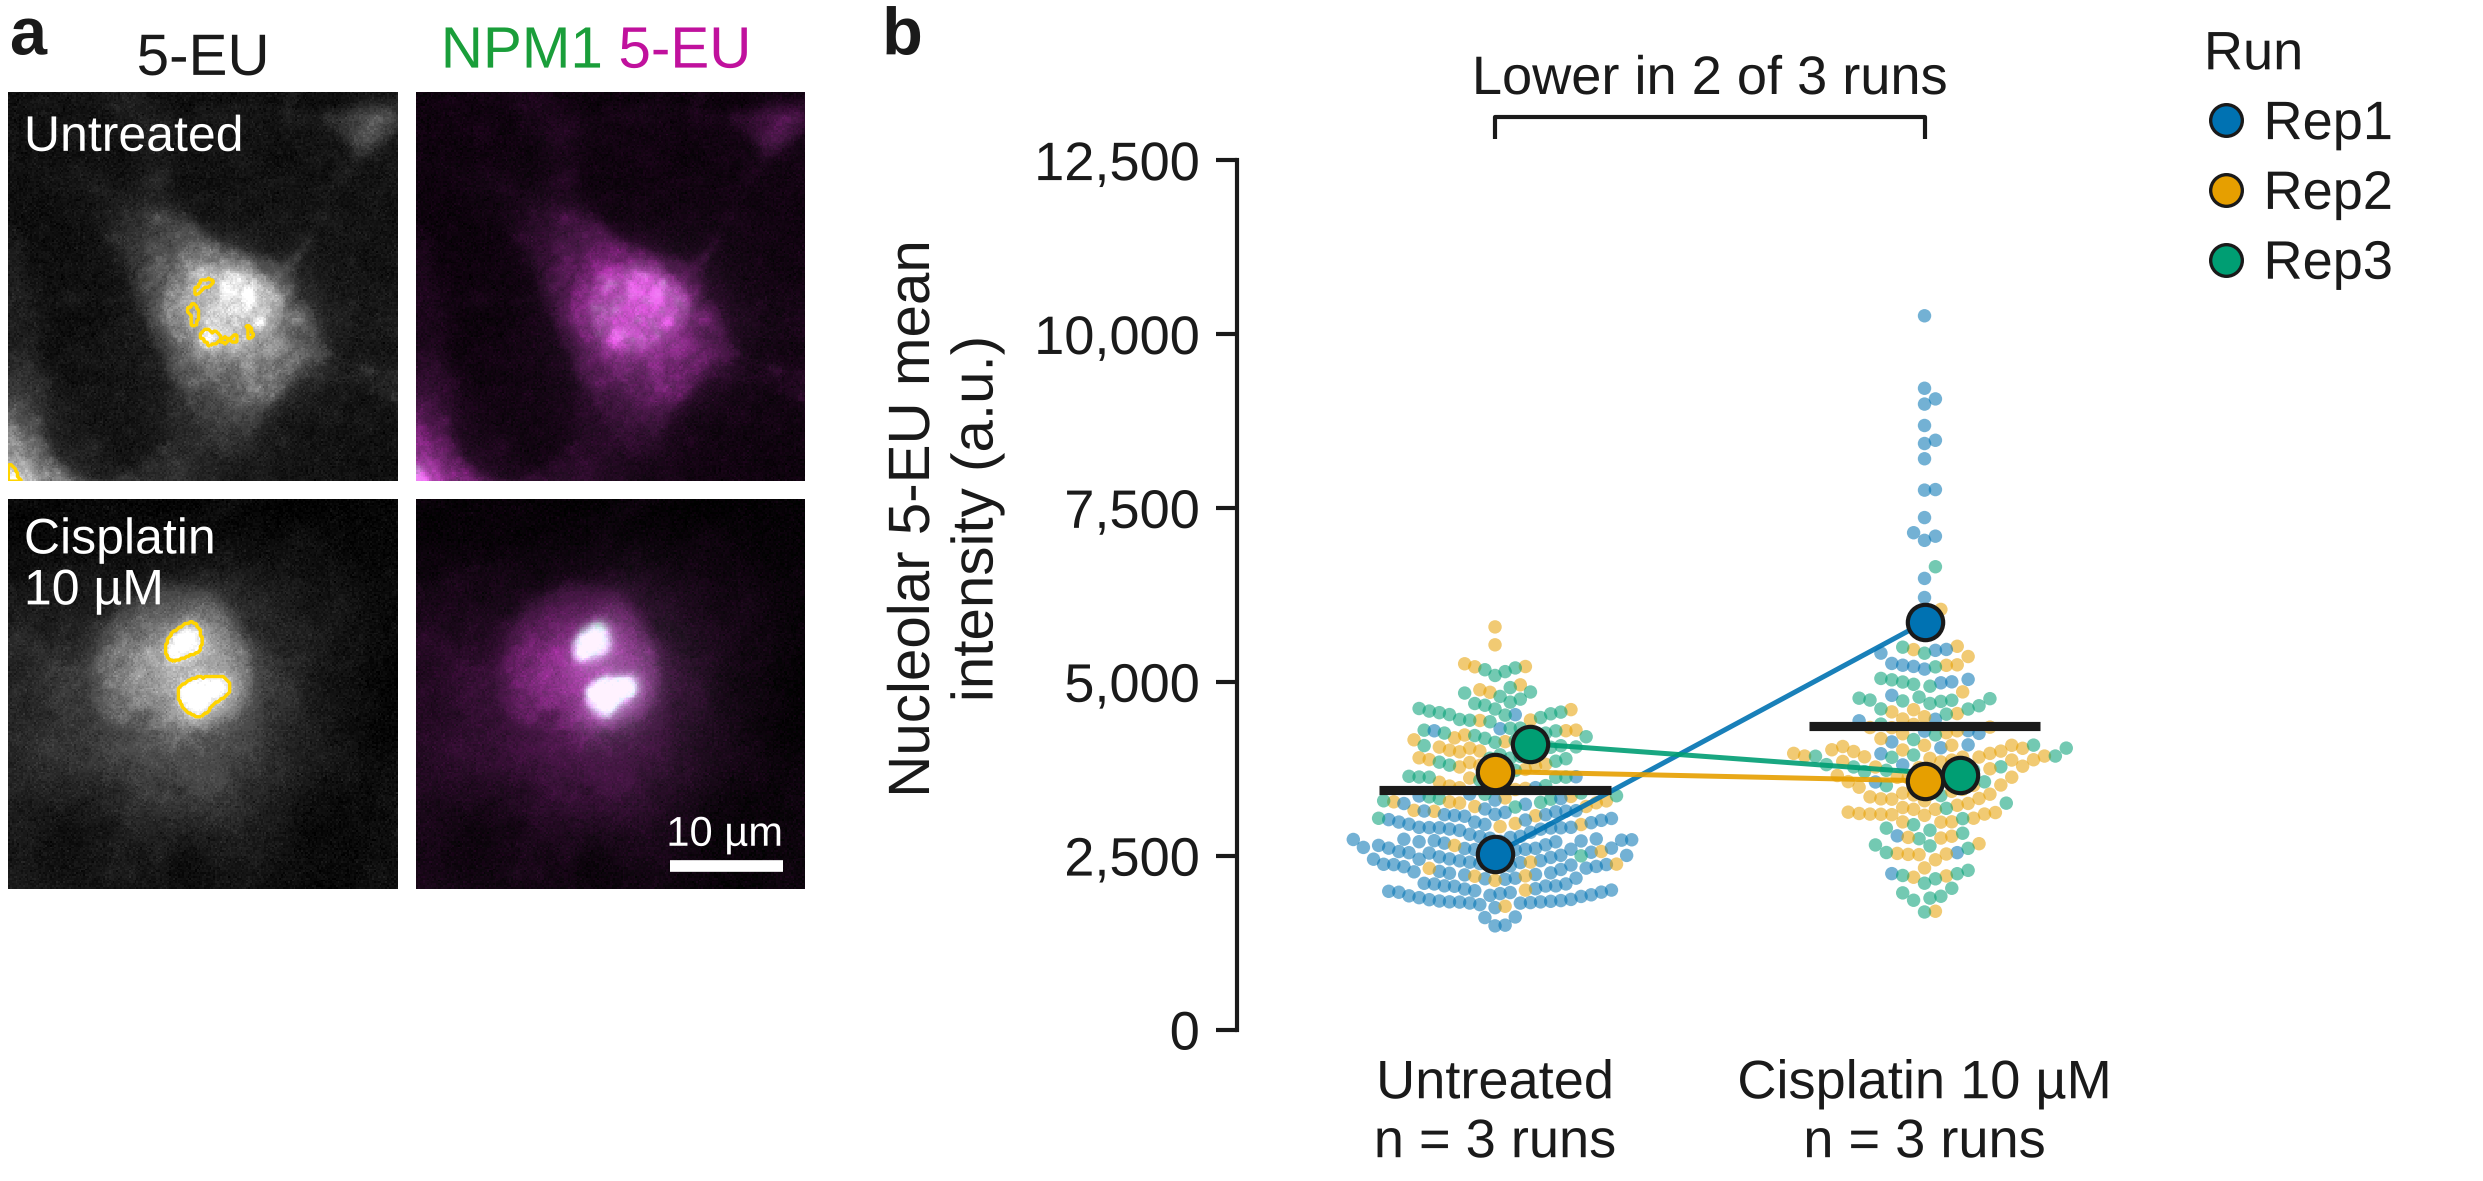 a
5-EU
NPM1 5-EU
Untreated
Cisplatin
10 µM
10 µm
b
Lower in 2 of 3 runs
Nucleolar 5-EU mean
intensity (a.u.)
12,500
10,000
7,500
5,000
2,500
0
Untreated
n = 3 runs
Cisplatin 10 µM
n = 3 runs
Run
Rep1
Rep2
Rep3